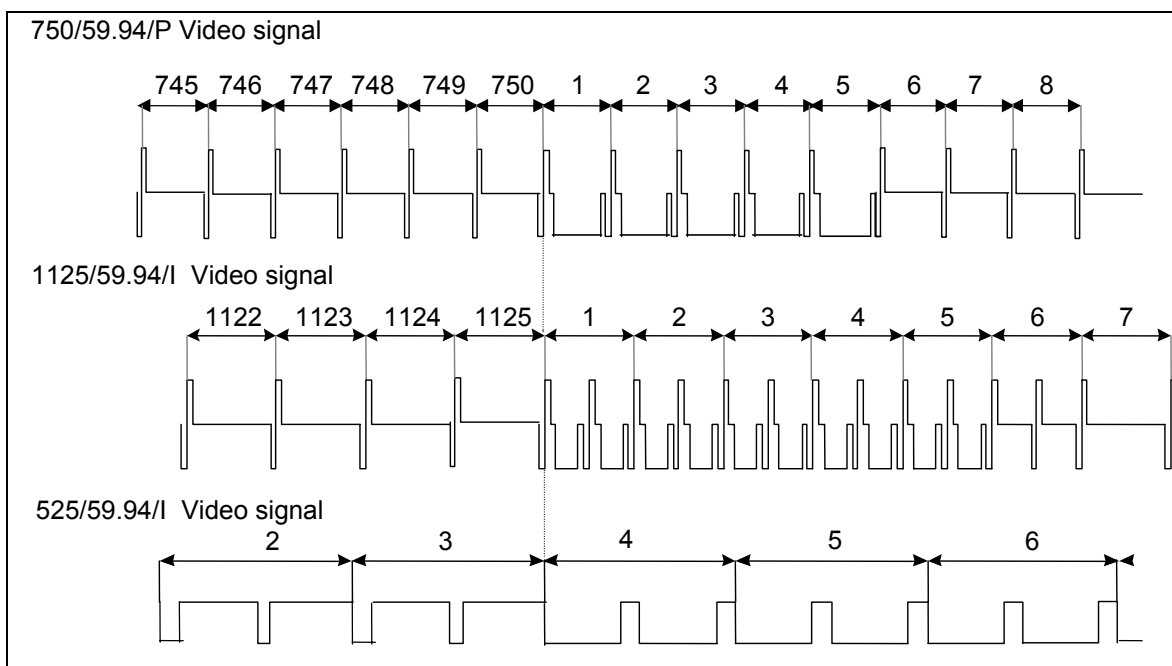 750/59.94/P Video signal
745 746 747 748 749 750 1 2 3 4 5 6 7 8
1125/59.94/I Video signal
1122 1123 1124 1125 1 2 3 4 5 6 7
525/59.94/I Video signal
2 3 4 5 6